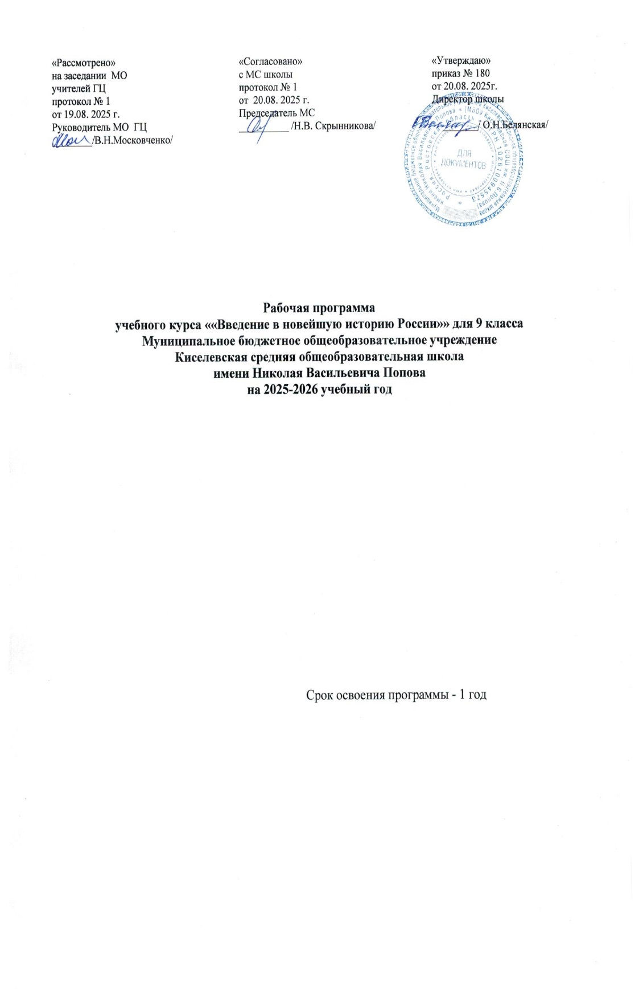 «Рассмотрено»
на заседании МО
учителей ГЦ
протокол № 1
от 19.08. 2025 г.
Руководитель МО ГЦ
/В.Н.Московченко/
«Согласовано»
с МС школы
протокол № 1
от 20.08. 2025 г.
Председатель МС
/Н.В. Скрынникова/
«Утверждаю»
приказ № 180
от 20.08. 2025г.
Директор школы
/ О.Н.Белянская/
ДЛЯ
ДОКУМЕНТОВ
Рабочая программа
учебного курса ««Введение в новейшую историю России»» для 9 класса
Муниципальное бюджетное общеобразовательное учреждение
Киселевская средняя общеобразовательная школа
имени Николая Васильевича Попова
на 2025-2026 учебный год
Срок освоения программы - 1 год